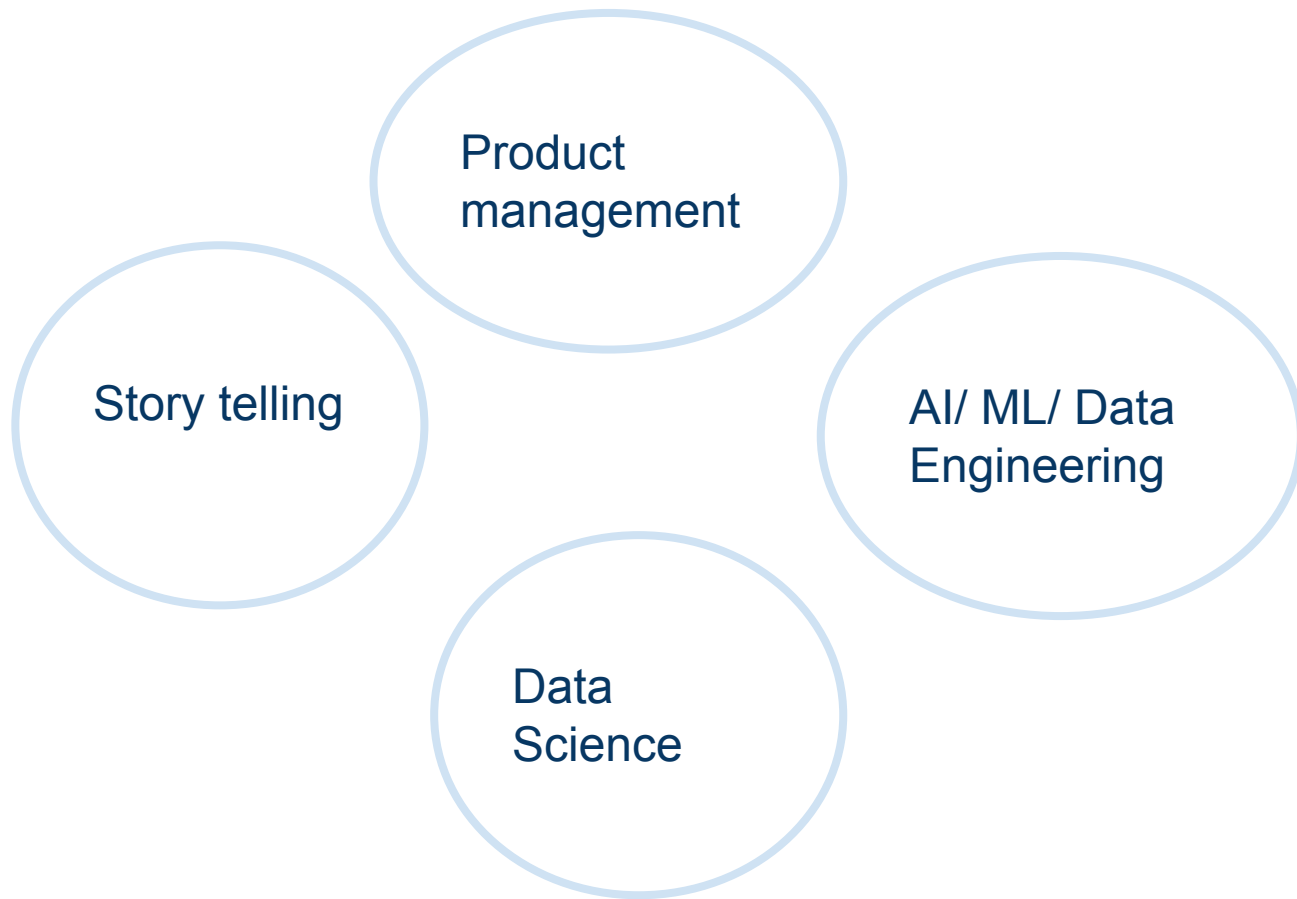 Product
management
Story telling
AI/ ML/ Data
Engineering
Data
Science